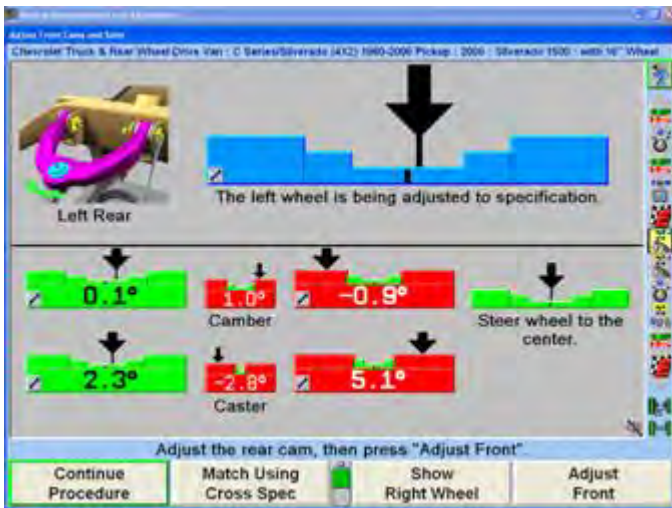 Adjust Front Cams and Rotor
Chevrolet Truck & Rear Wheel Drive Van : C Series/Silverado (4X2) 1960-2006 Pickup : 2006 : Silverado 1500 : with 16" Wheel
Left Rear
The left wheel is being adjusted to specification.
0.1° 1.0° -0.9°
Camber
Steer wheel to the
center.
2.3° -2.8° 5.1°
Caster
Adjust the rear cam, then press "Adjust Front".
Continue
Procedure
Match Using
Cross Spec
Show
Right Wheel
Adjust
Front